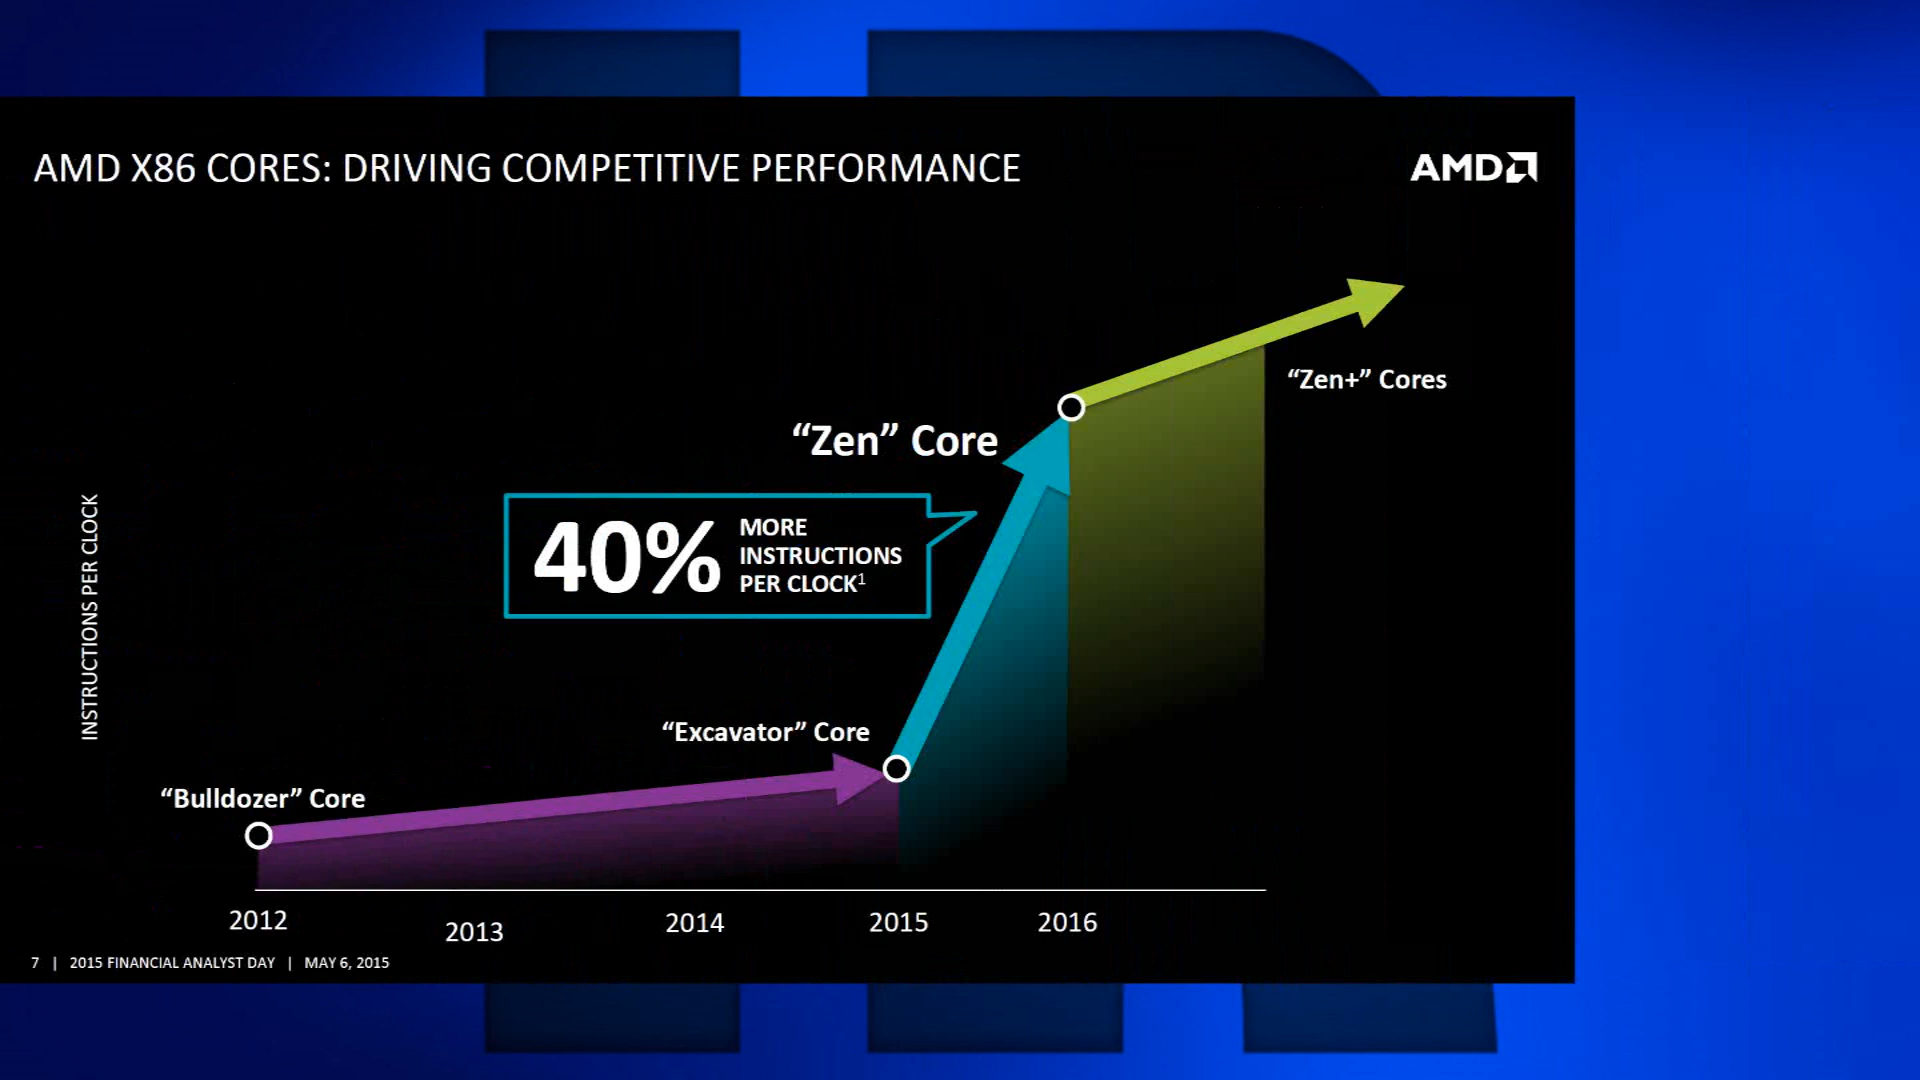 AMD X86 CORES: DRIVING COMPETITIVE PERFORMANCE
AMD
“Zen+” Cores
“Zen” Core
40%
MORE
INSTRUCTIONS
PER CLOCK¹
INSTRUCTIONS PER CLOCK
“Excavator” Core
“Bulldozer” Core
2012
2013
2014
2015
2016
7 | 2015 FINANCIAL ANALYST DAY | MAY 6, 2015